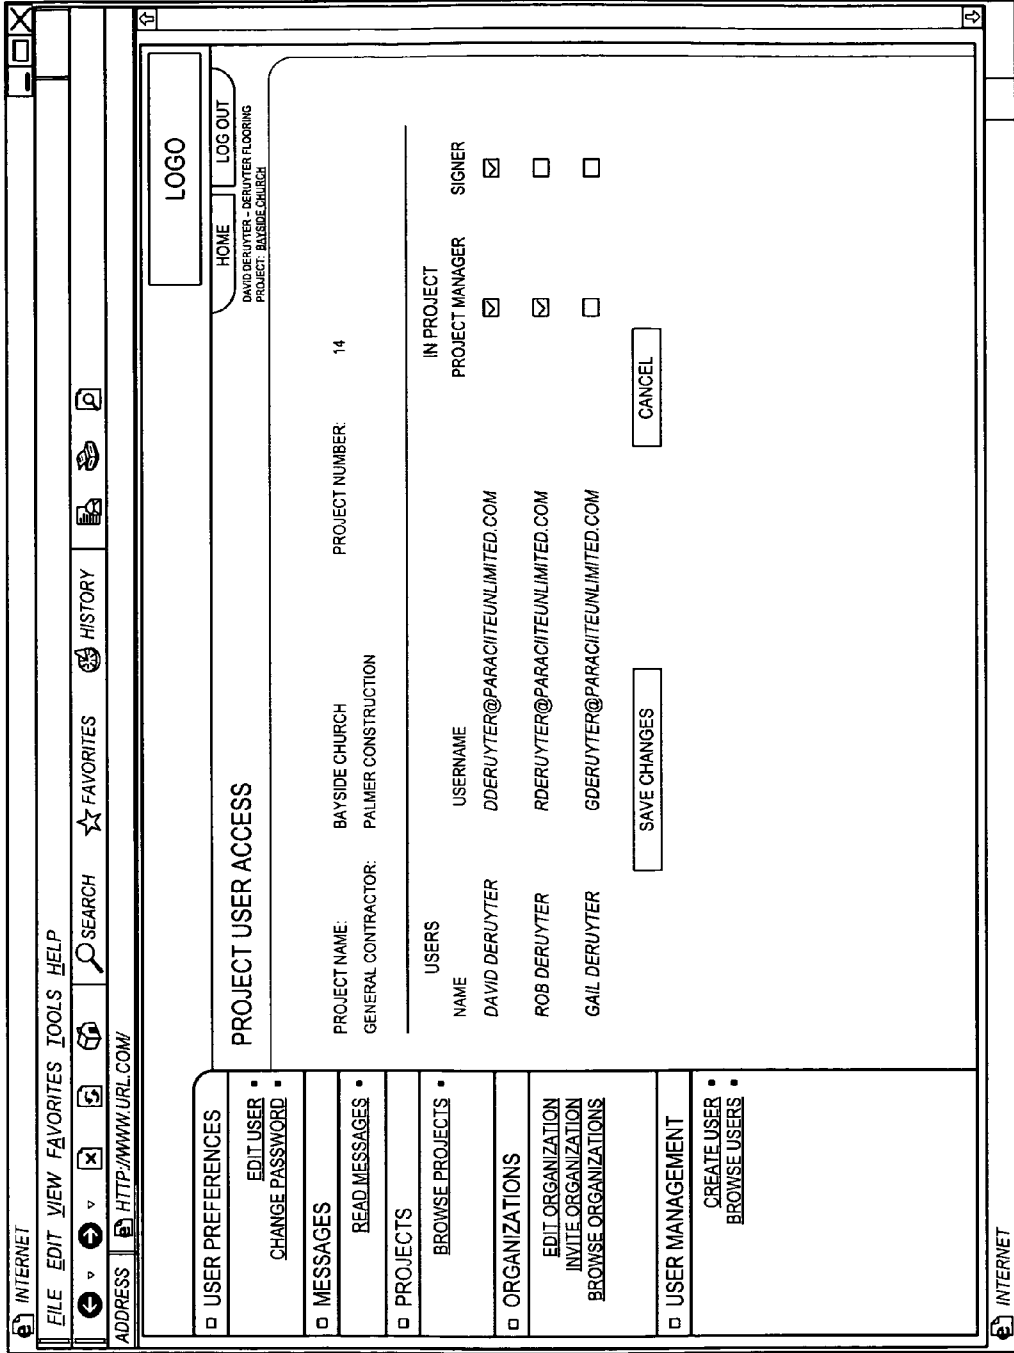 INTERNET
FILE EDIT VIEW FAVORITES TOOLS HELP
SEARCH FAVORITES HISTORY
ADDRESS HTTP://WWW.URL.COM/
LOGO
HOME LOG OUT
DAVID DERUYTER – DERUYTER FLOORING
PROJECT: BAYSIDE CHURCH
USER PREFERENCES
EDIT USER
CHANGE PASSWORD
MESSAGES
READ MESSAGES
PROJECTS
BROWSE PROJECTS
ORGANIZATIONS
EDIT ORGANIZATION
INVITE ORGANIZATION
BROWSE ORGANIZATIONS
USER MANAGEMENT
CREATE USER
BROWSE USERS
PROJECT USER ACCESS
PROJECT NAME: BAYSIDE CHURCH PROJECT NUMBER: 14
GENERAL CONTRACTOR: PALMER CONSTRUCTION
USERS IN PROJECT
NAME USERNAME PROJECT MANAGER SIGNER
DAVID DERUYTER DDERUYTER@PARACIITEUNLIMITED.COM
ROB DERUYTER RDERUYTER@PARACIITEUNLIMITED.COM
GAIL DERUYTER GDERUYTER@PARACIITEUNLIMITED.COM
SAVE CHANGES CANCEL
INTERNET